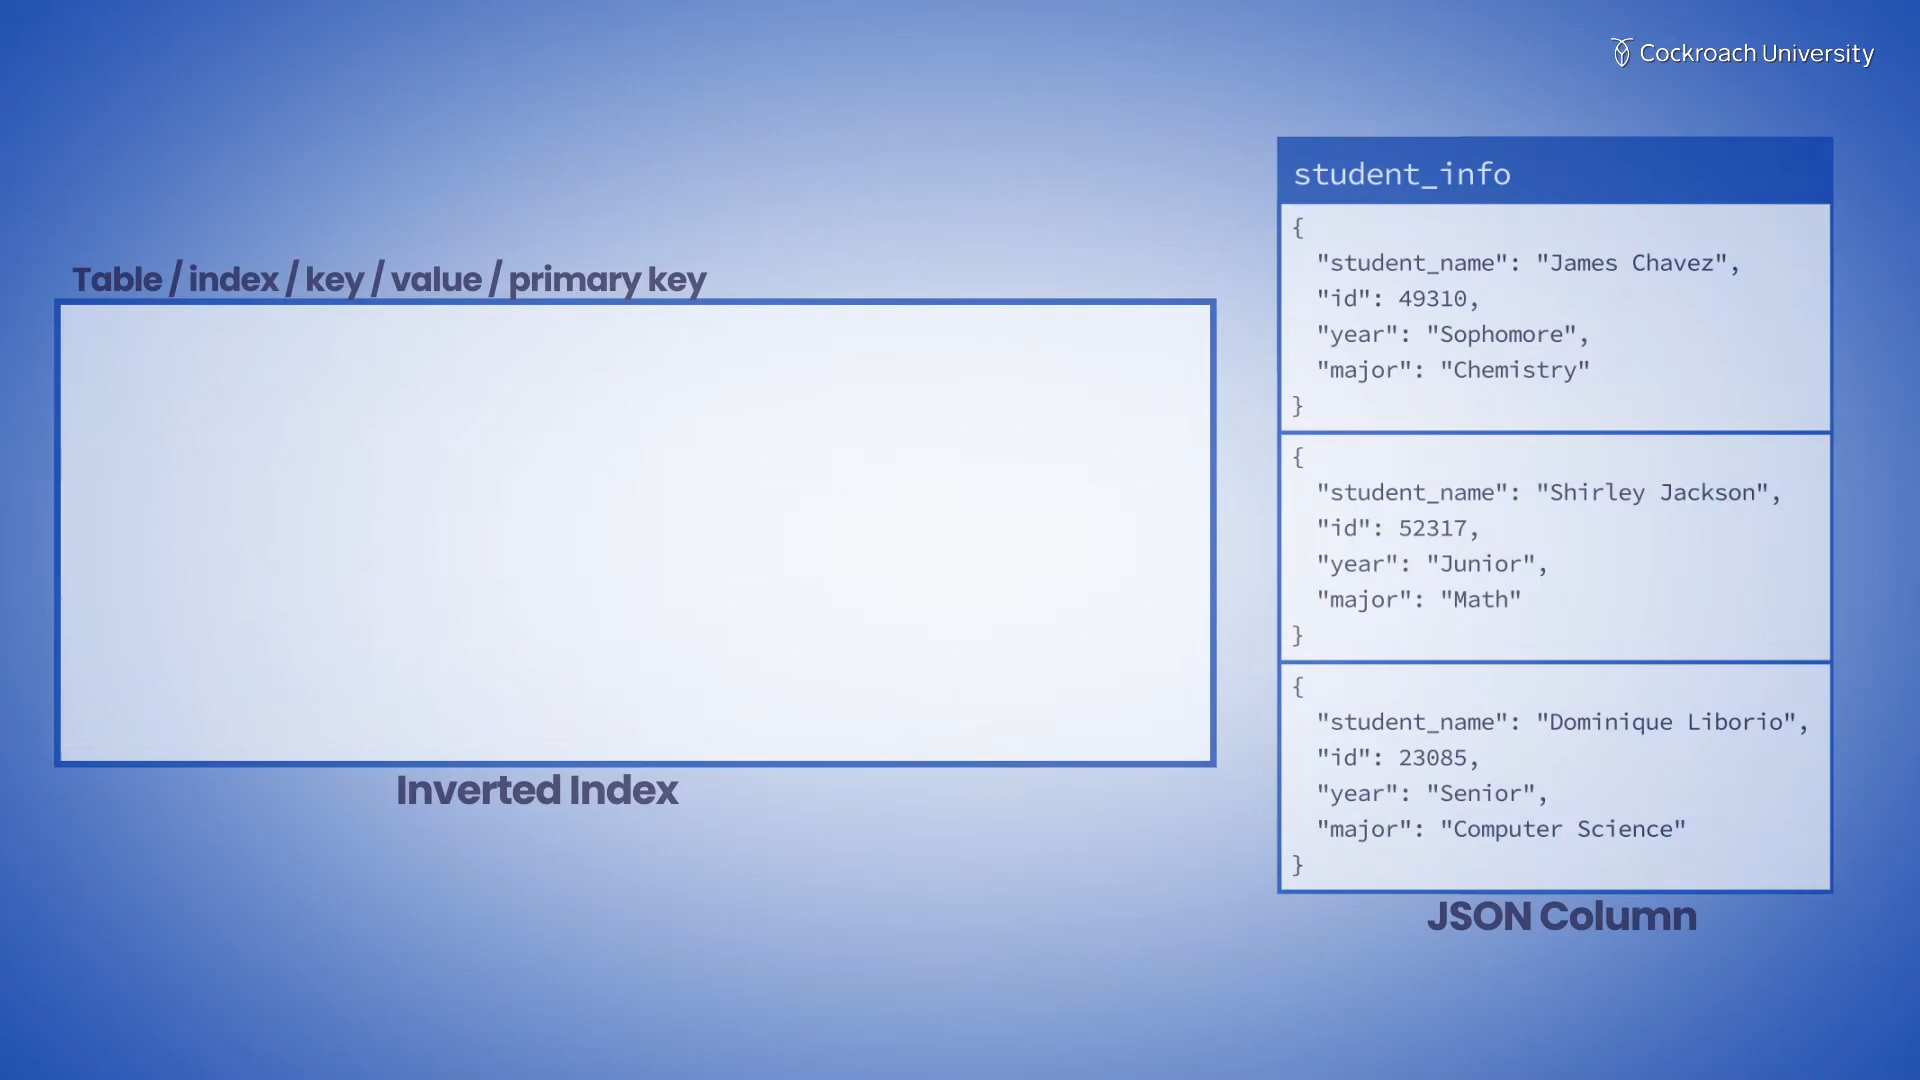 Cockroach University
Table / index / key / value / primary key
Inverted Index
student_info
{
"student_name": "James Chavez",
"id": 49310,
"year": "Sophomore",
"major": "Chemistry"
}
{
"student_name": "Shirley Jackson",
"id": 52317,
"year": "Junior",
"major": "Math"
}
{
"student_name": "Dominique Liborio",
"id": 23085,
"year": "Senior",
"major": "Computer Science"
}
JSON Column